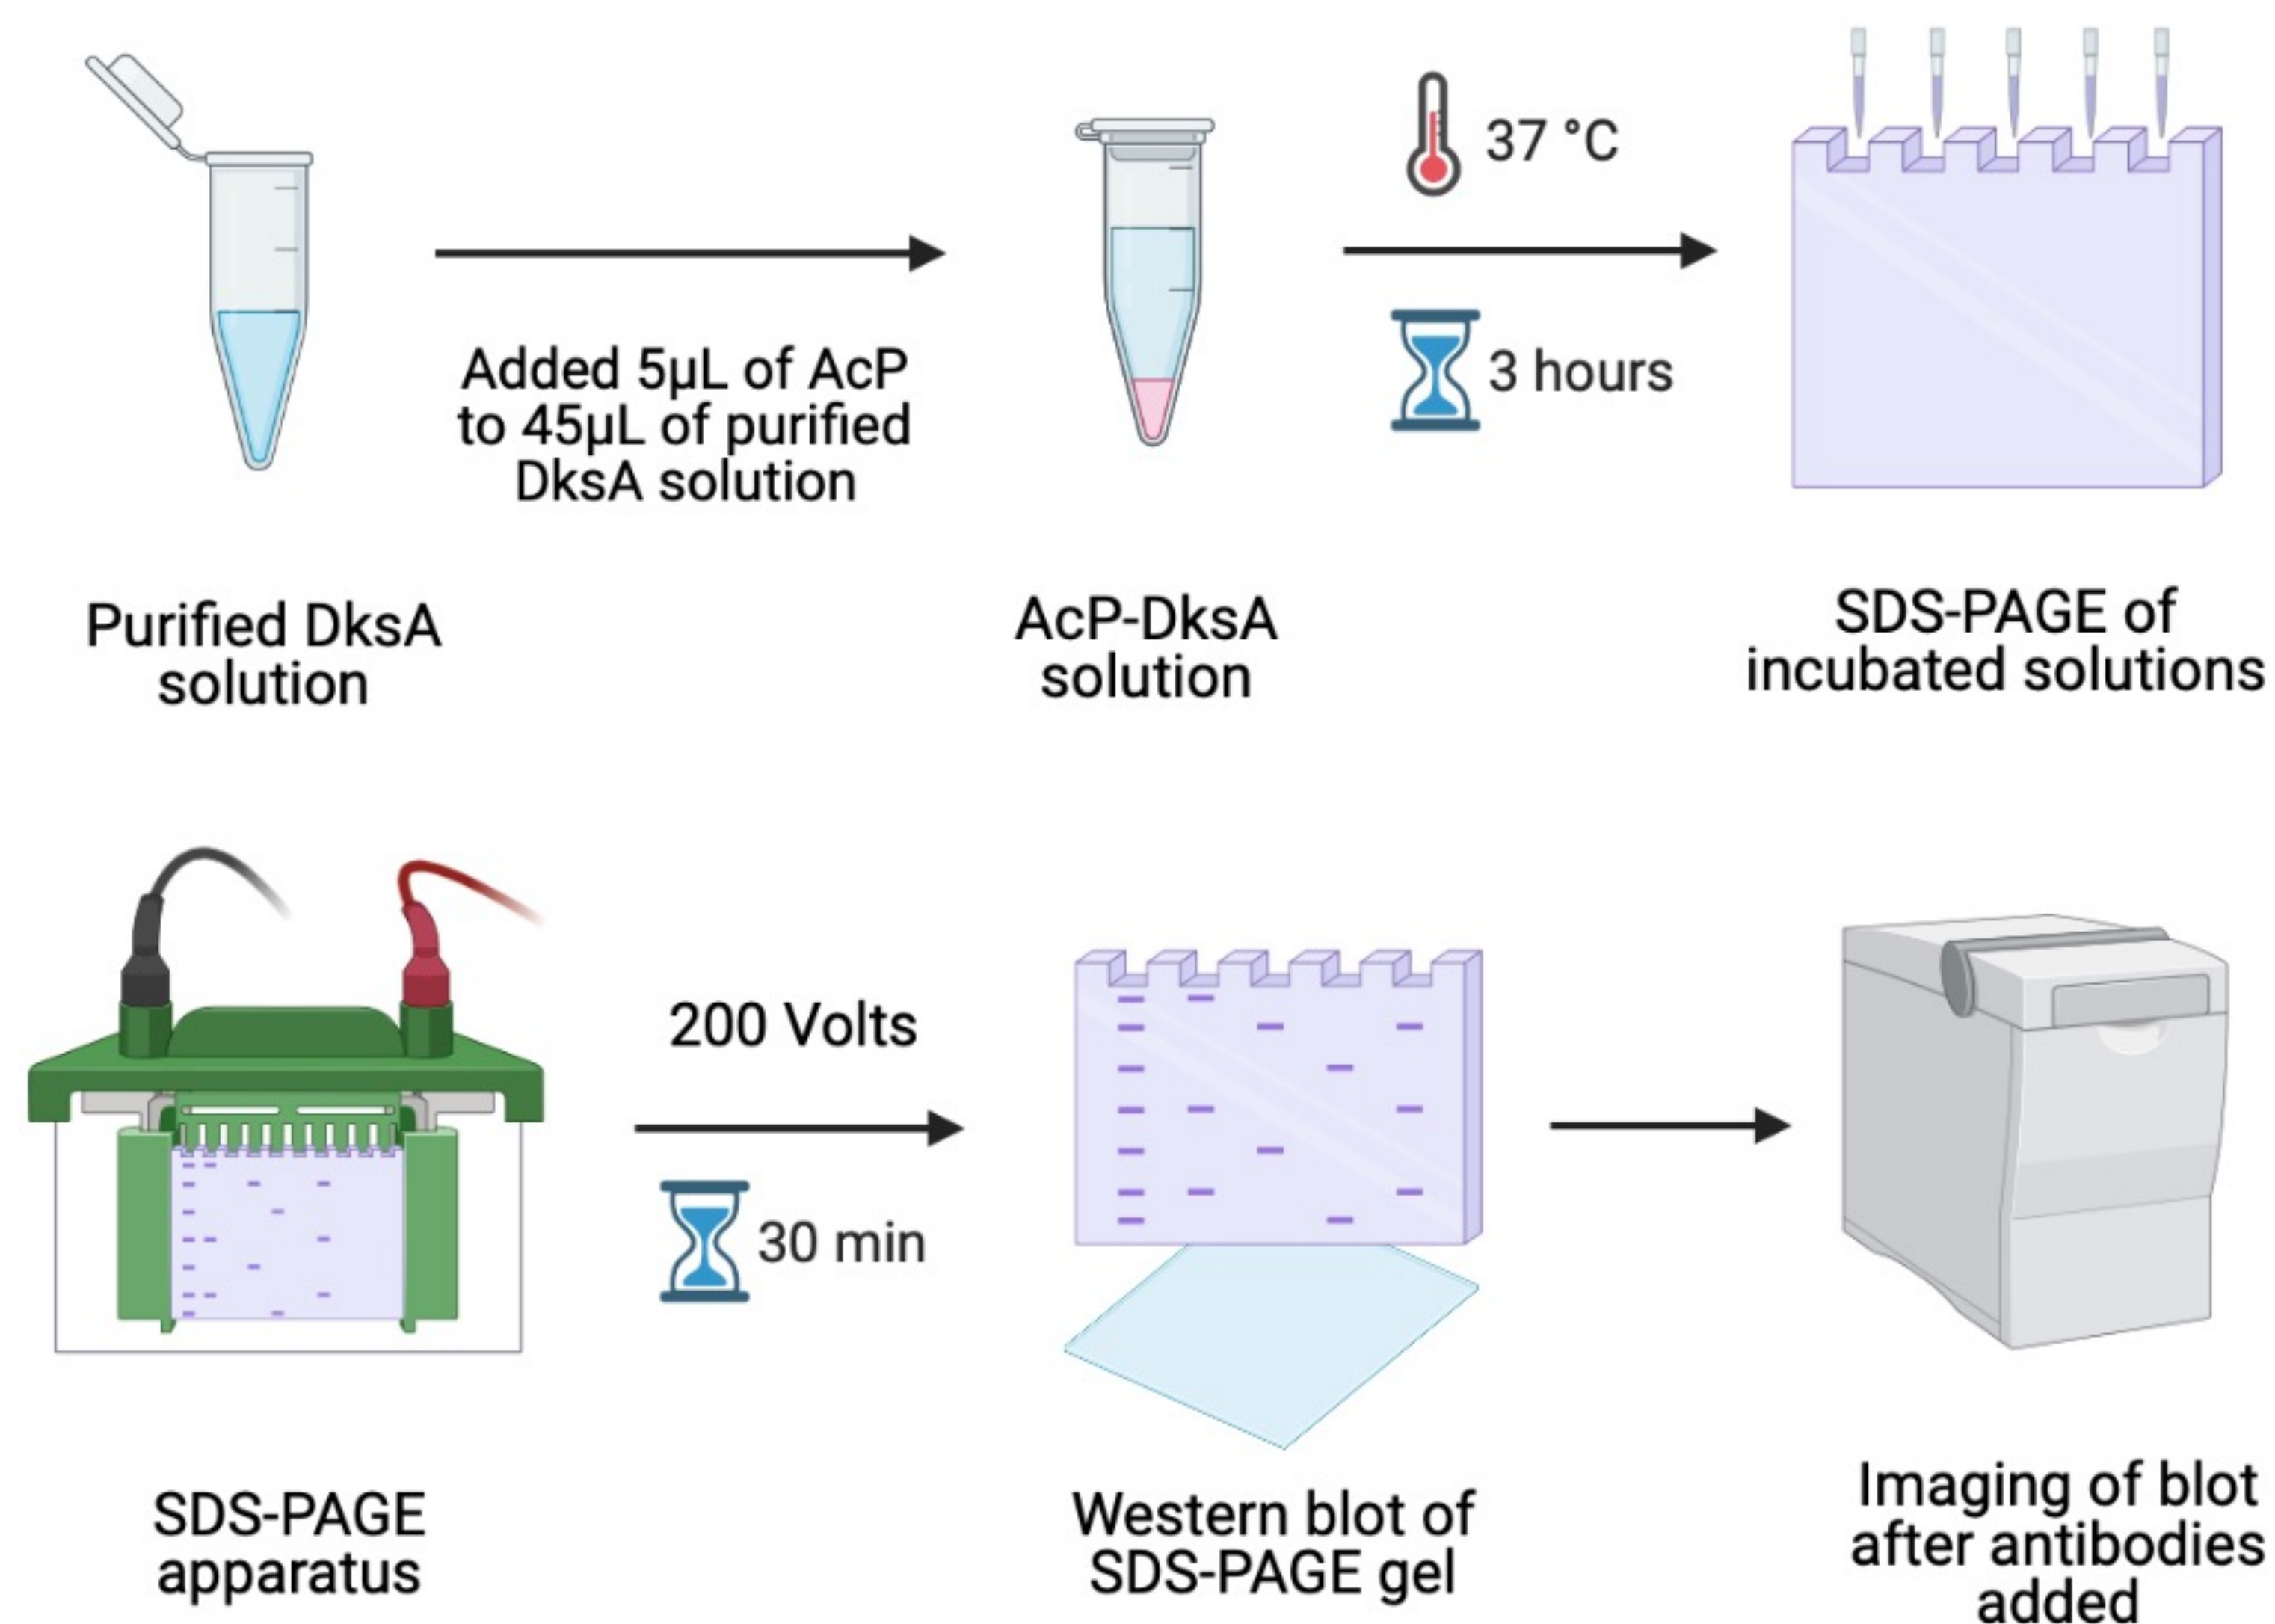 37 °C
Added 5µL of AcP
to 45µL of purified
DksA solution
3 hours
Purified DksA
solution
AcP-DksA
solution
SDS-PAGE of
incubated solutions
200 Volts
30 min
SDS-PAGE
apparatus
Western blot of
SDS-PAGE gel
Imaging of blot
after antibodies
added